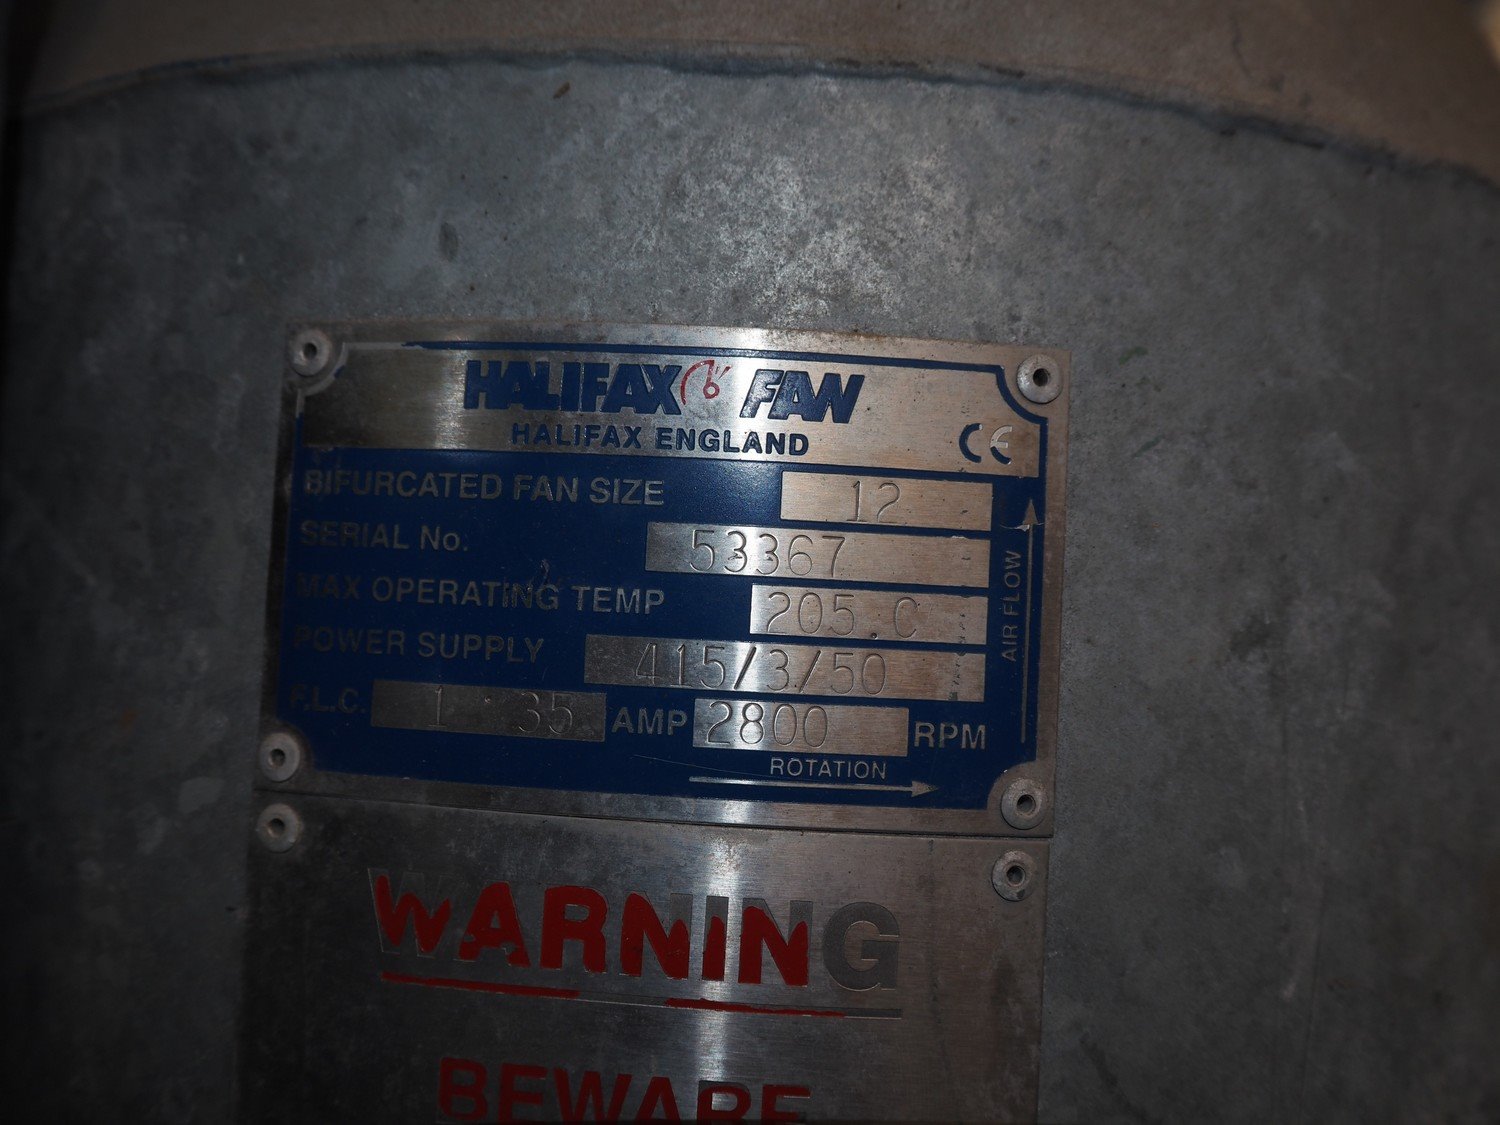 HALIFAX FAN
HALIFAX ENGLAND
CE
BIFURCATED FAN SIZE 12
SERIAL No. 53367
MAX OPERATING TEMP 205.C
POWER SUPPLY 415/3/50
F.L.C. 1.35 AMP 2800 RPM
ROTATION
AIR FLOW
WARNING
BEWARE